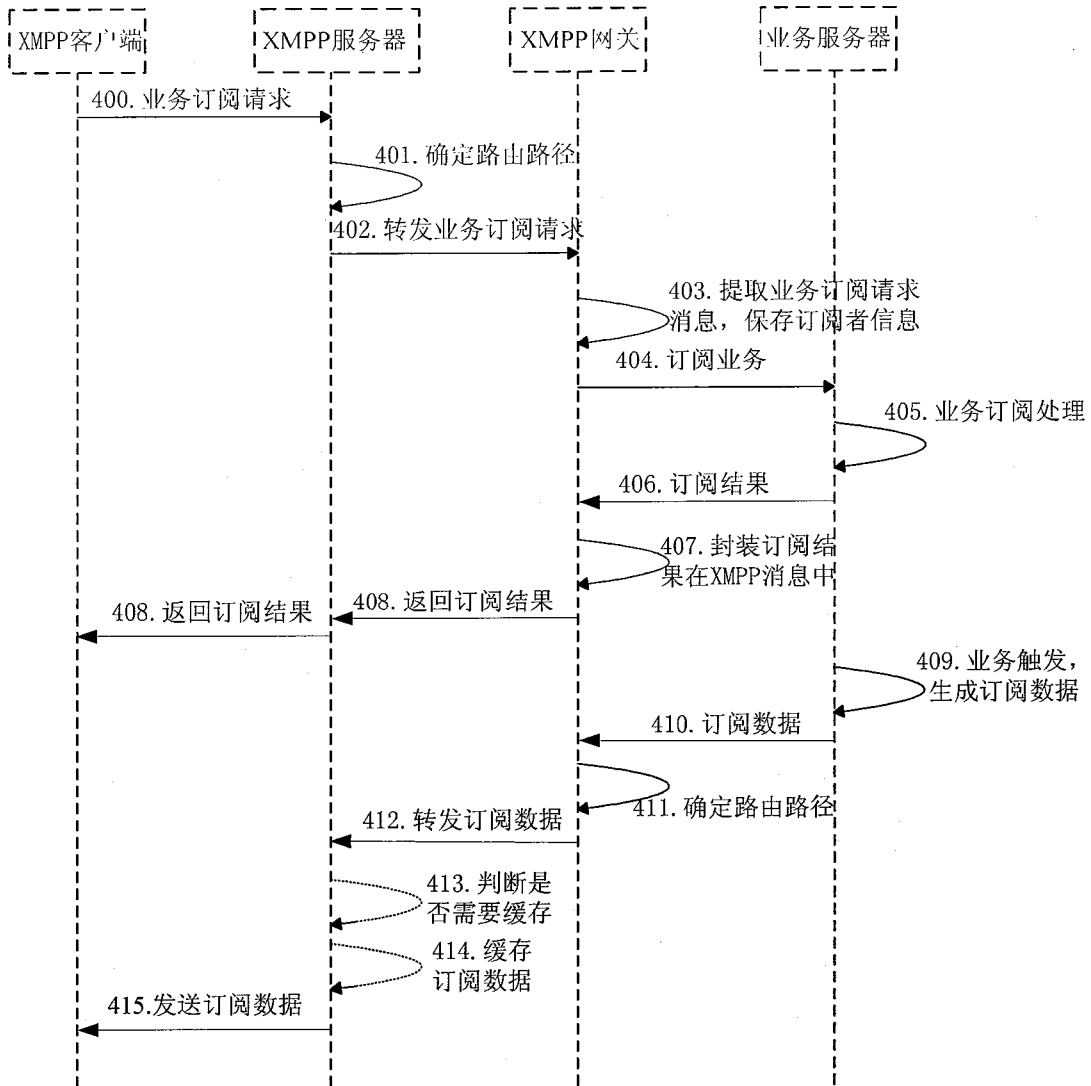 XMPP客户端
XMPP服务器
XMPP网关
业务服务器
400.业务订阅请求
401.确定路由路径
402.转发业务订阅请求
403.提取业务订阅请求
消息，保存订阅者信息
404.订阅业务
405.业务订阅处理
406.订阅结果
407.封装订阅结
果在XMPP消息中
408.返回订阅结果
408.返回订阅结果
409.业务触发，
生成订阅数据
410.订阅数据
411.确定路由路径
412.转发订阅数据
413.判断是
否需要缓存
414.缓存
订阅数据
415.发送订阅数据